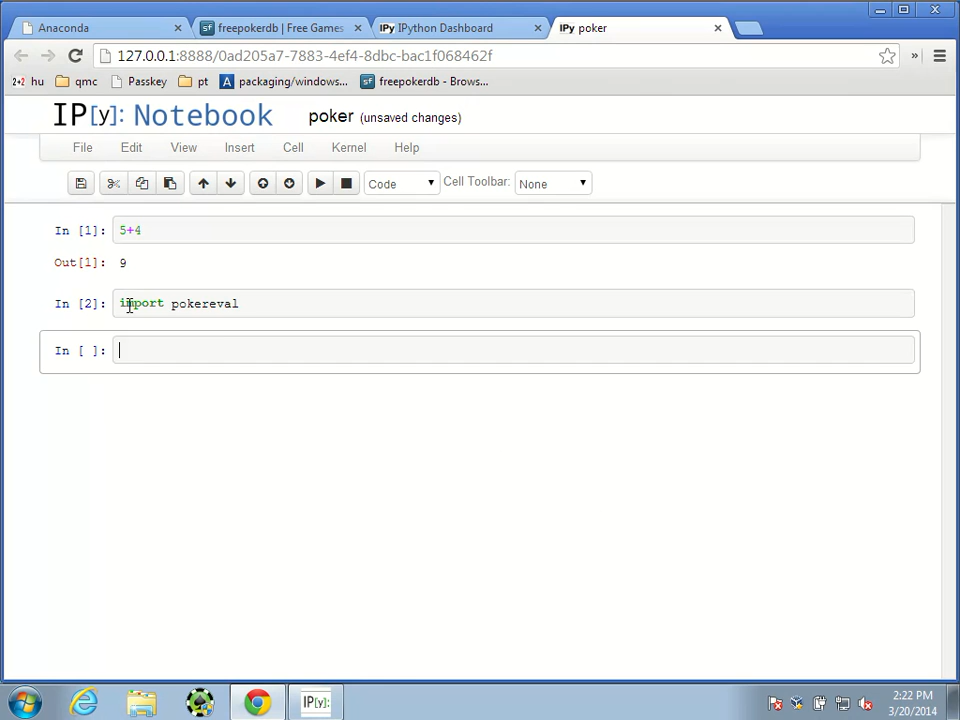 Anaconda
freepokerdb | Free Games
IPython Dashboard
IPy poker
127.0.0.1:8888/0ad205a7-7883-4ef4-8dbc-bac1f068462f
2+2 hu
qmc
Passkey
pt
packaging/windows...
freepokerdb - Brows...
IP[y]: Notebook
poker (unsaved changes)
File Edit View Insert Cell Kernel Help
Code
Cell Toolbar:
None
In [1]: 5+4
Out[1]: 9
In [2]: import pokereval
In [ ]:
IP[y]:
2:22 PM
3/20/2014